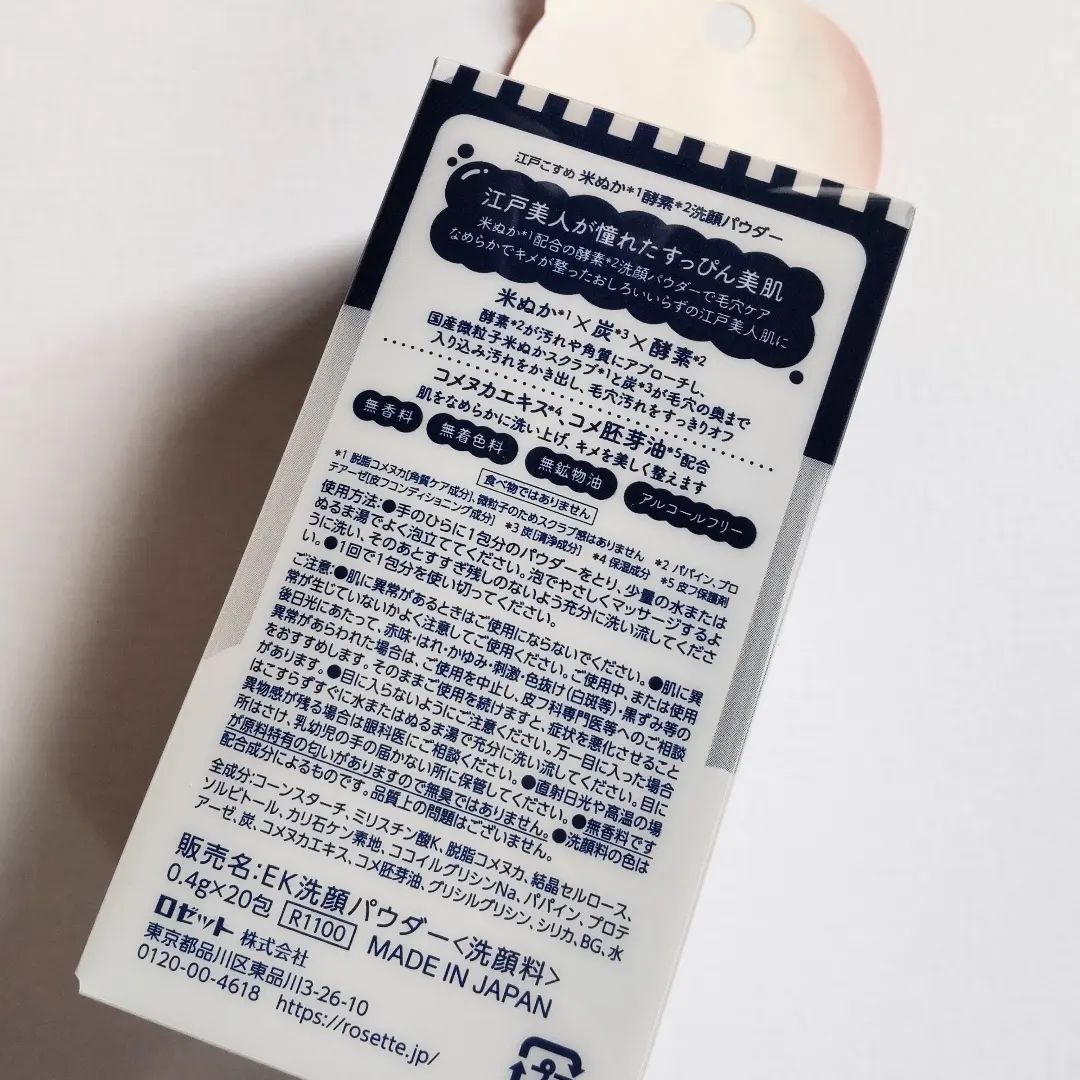 江戸こすめ 米ぬか*1酵素*2洗顔パウダー
江戸美人が憧れたすっぴん美肌
米ぬか*1配合の酵素*2洗顔パウダーで毛穴ケア
なめらかでキメが整ったおしろいいらずの江戸美人肌に
米ぬか*1×炭*3×酵素*2
酵素*2が汚れや角質にアプローチし、
国産微粒子米ぬかスクラブ*1と炭*3が毛穴の奥まで
入り込み汚れをかき出し、毛穴汚れをすっきりオフ
コメヌカエキス*4、コメ胚芽油*5配合
肌をなめらかに洗い上げ、キメを美しく整えます
無香料 無着色料 無鉱物油 アルコールフリー
食べ物ではありません
*1 脱脂コメヌカ[角質ケア成分]、微粒子のためスクラブ感はありません *2 パパイン、プロ
テアーゼ[皮フコンディショニング成分] *3 炭[清浄成分] *4 保湿成分 *5 皮フ保護剤
使用方法:●手のひらに1包分のパウダーをとり、少量の水または
ぬるま湯でよく泡立ててください。泡でやさしくマッサージするよ
うに洗い、そのあとすすぎ残しのないよう充分に洗い流してくださ
い。●1回で1包分を使い切ってください。
ご注意:●肌に異常があるときはご使用にならないでください。●肌に異
常が生じていないかよく注意してご使用ください。ご使用中、または使用
後日光にあたって、赤味・はれ・かゆみ・刺激・色抜け(白斑等)・黒ずみ等の
異常があらわれた場合は、ご使用を中止し、皮フ科専門医等へのご相談
をおすすめします。そのままご使用を続けますと、症状を悪化させること
があります。●目に入らないようにご注意ください。万一目に入った場合
はこすらずすぐに水またはぬるま湯で充分に洗い流してください。目に
異物感が残る場合は眼科医にご相談ください。●直射日光や高温の場
所はさけ、乳幼児の手の届かない所に保管してください。●無香料です
が原料特有の匂いがありますので無臭ではありません。●洗顔料の色は
配合成分によるものです。品質上の問題はございません。
全成分:コーンスターチ、ミリスチン酸K、脱脂コメヌカ、結晶セルロース、
ソルビトール、カリ石ケン素地、ココイルグリシンNa、パパイン、プロテ
アーゼ、炭、コメヌカエキス、コメ胚芽油、グリシルグリシン、シリカ、BG、水
販売名:EK洗顔パウダー<洗顔料>
0.4g×20包 R1100 MADE IN JAPAN
ロゼット 株式会社
東京都品川区東品川3-26-10
0120-00-4618 https://rosette.jp/